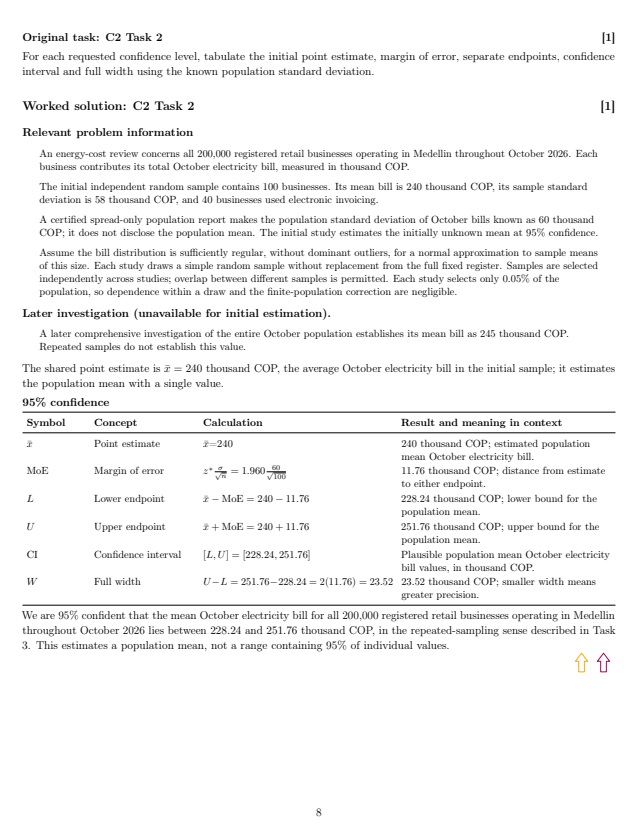 Original task: C2 Task 2 [1]
For each requested confidence level, tabulate the initial point estimate, margin of error, separate endpoints, confidence
interval and full width using the known population standard deviation.
Worked solution: C2 Task 2 [1]
Relevant problem information
An energy-cost review concerns all 200,000 registered retail businesses operating in Medellin throughout October 2026. Each
business contributes its total October electricity bill, measured in thousand COP.
The initial independent random sample contains 100 businesses. Its mean bill is 240 thousand COP, its sample standard
deviation is 58 thousand COP, and 40 businesses used electronic invoicing.
A certified spread-only population report makes the population standard deviation of October bills known as 60 thousand
COP; it does not disclose the population mean. The initial study estimates the initially unknown mean at 95% confidence.
Assume the bill distribution is sufficiently regular, without dominant outliers, for a normal approximation to sample means
of this size. Each study draws a simple random sample without replacement from the full fixed register. Samples are selected
independently across studies; overlap between different samples is permitted. Each study selects only 0.05% of the
population, so dependence within a draw and the finite-population correction are negligible.
Later investigation (unavailable for initial estimation).
A later comprehensive investigation of the entire October population establishes its mean bill as 245 thousand COP.
Repeated samples do not establish this value.
The shared point estimate is x̄ = 240 thousand COP, the average October electricity bill in the initial sample; it estimates
the population mean with a single value.
95% confidence
Symbol Concept Calculation Result and meaning in context
x̄ Point estimate x̄=240 240 thousand COP; estimated population
mean October electricity bill.
MoE Margin of error z* σ/√n = 1.960 60/√100 11.76 thousand COP; distance from estimate
to either endpoint.
L Lower endpoint x̄ − MoE = 240 − 11.76 228.24 thousand COP; lower bound for the
population mean.
U Upper endpoint x̄ + MoE = 240 + 11.76 251.76 thousand COP; upper bound for the
population mean.
CI Confidence interval [L, U] = [228.24, 251.76] Plausible population mean October electricity
bill values, in thousand COP.
W Full width U−L = 251.76−228.24 = 2(11.76) = 23.52 23.52 thousand COP; smaller width means
greater precision.
We are 95% confident that the mean October electricity bill for all 200,000 registered retail businesses operating in Medellin
throughout October 2026 lies between 228.24 and 251.76 thousand COP, in the repeated-sampling sense described in Task
3. This estimates a population mean, not a range containing 95% of individual values.
8